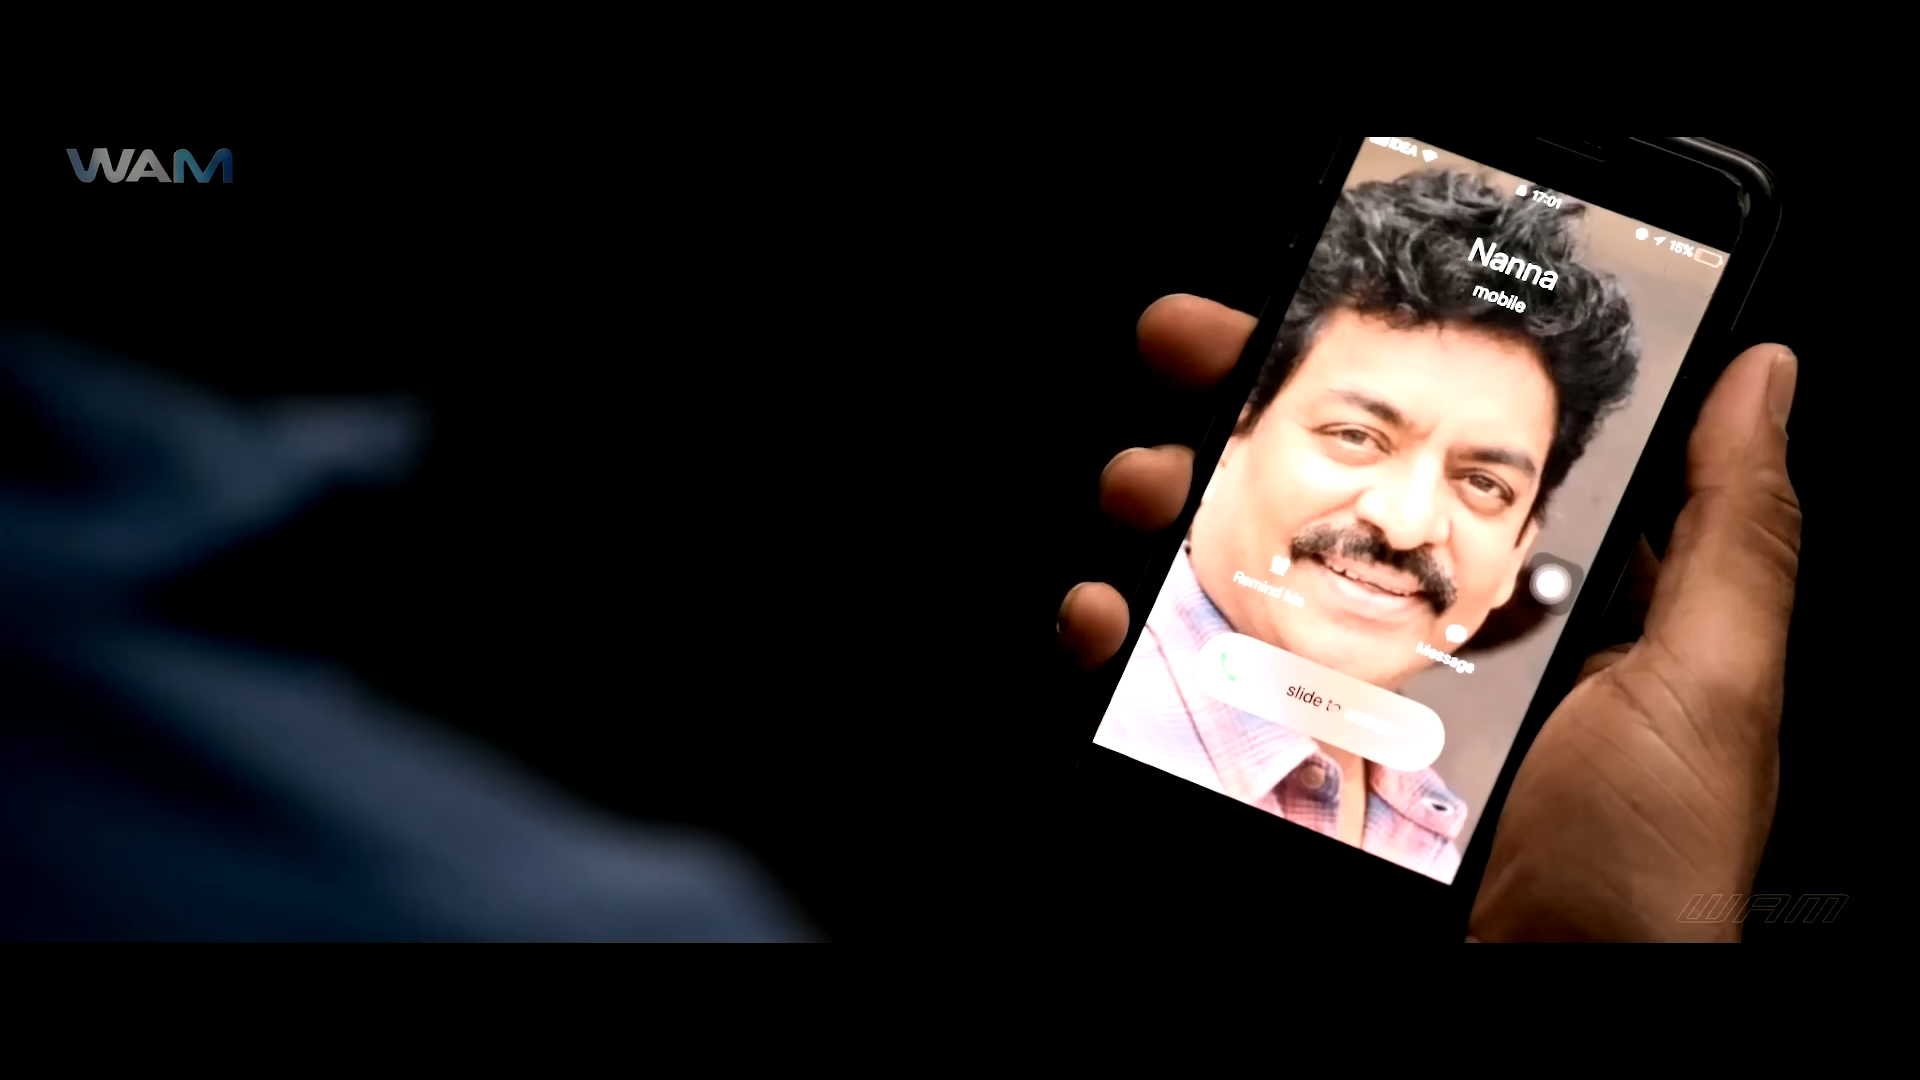 WAM
IDEA
17:01
15%
Nanna
mobile
Remind Me
Message
slide to
WAM